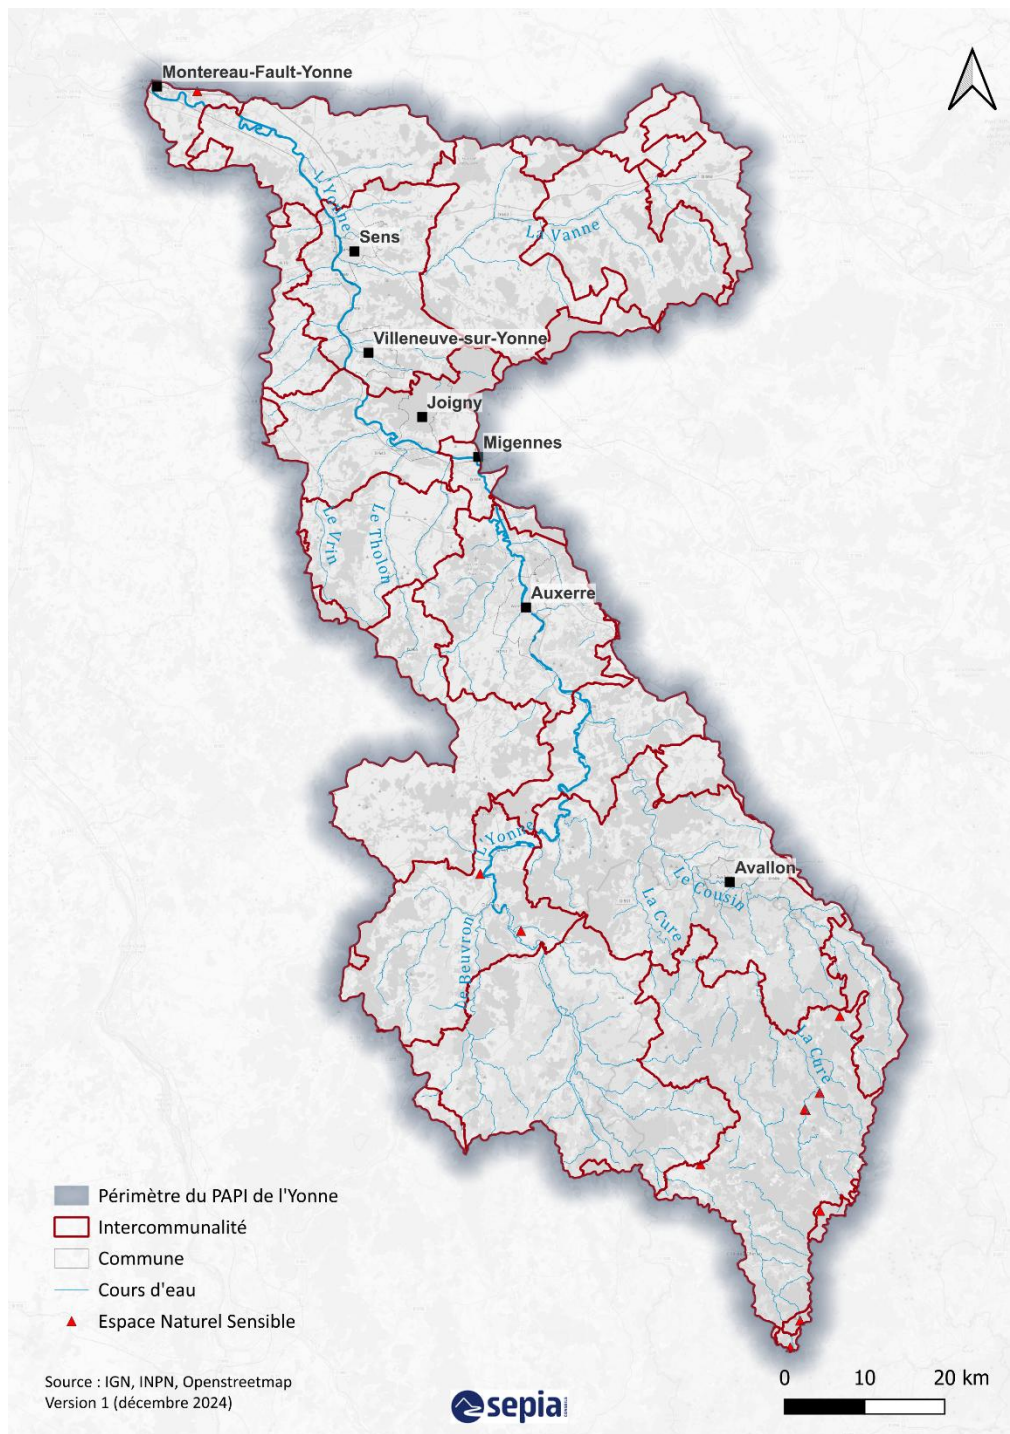 Montereau-Fault-Yonne
L'Yonne
La Vanne
Sens
Villeneuve-sur-Yonne
Joigny
Migennes
Le Vrin
Le Tholon
Auxerre
L'Yonne
Avallon
Le Cousin
La Cure
Le Beuvron
La Cure
Périmètre du PAPI de l'Yonne
Intercommunalité
Commune
Cours d'eau
Espace Naturel Sensible
Source : IGN, INPN, Openstreetmap
Version 1 (décembre 2024)
sepia
0 10 20 km